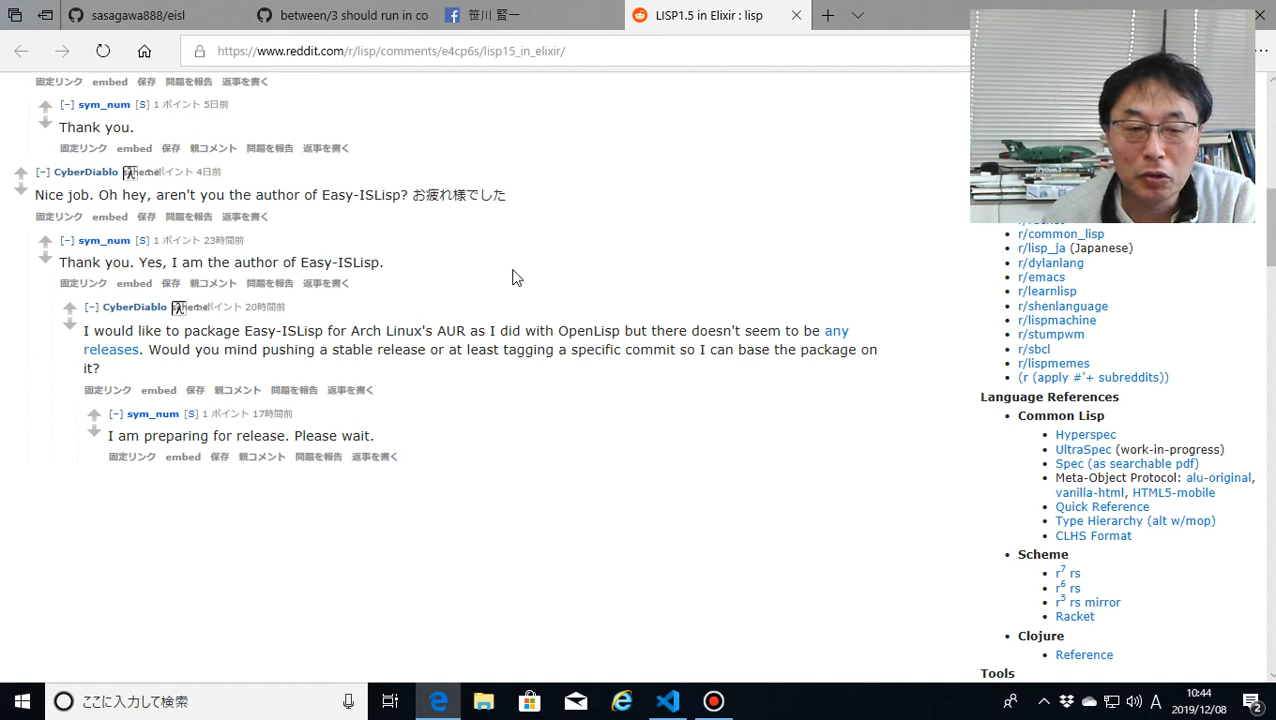 sasagawa888/eisl
between/3 should run in co
笹川 賢一
LISP1.5 in Elixir : lisp
https://www.reddit.com/r/lisp/comments/e4cp6s/lisp15_in_elixir/
固定リンク embed 保存 問題を報告 返事を書く
[−] sym_num [S] 1 ポイント 5日前
Thank you.
固定リンク embed 保存 親コメント 問題を報告 返事を書く
[−] CyberDiablo λ ポイント 4日前
Nice job. Oh hey, aren't you the author of Easy-ISLisp? お疲れ様でした
固定リンク embed 保存 問題を報告 返事を書く
[−] sym_num [S] 1 ポイント 23時間前
Thank you. Yes, I am the author of Easy-ISLisp.
固定リンク embed 保存 親コメント 問題を報告 返事を書く
[−] CyberDiablo λ ポイント 20時間前
I would like to package Easy-ISLisp for Arch Linux's AUR as I did with OpenLisp but there doesn't seem to be any
releases. Would you mind pushing a stable release or at least tagging a specific commit so I can base the package on
it?
固定リンク embed 保存 親コメント 問題を報告 返事を書く
[−] sym_num [S] 1 ポイント 17時間前
I am preparing for release. Please wait.
固定リンク embed 保存 親コメント 問題を報告 返事を書く
r/common_lisp
r/lisp_ja (Japanese)
r/dylanlang
r/emacs
r/learnlisp
r/shenlanguage
r/lispmachine
r/stumpwm
r/sbcl
r/lispmemes
(r (apply #'+ subreddits))
Language References
Common Lisp
Hyperspec
UltraSpec (work-in-progress)
Spec (as searchable pdf)
Meta-Object Protocol: alu-original,
vanilla-html, HTML5-mobile
Quick Reference
Type Hierarchy (alt w/mop)
CLHS Format
Scheme
r7 rs
r6 rs
r5 rs mirror
Racket
Clojure
Reference
Tools
ここに入力して検索
A
10:44
2019/12/08
2